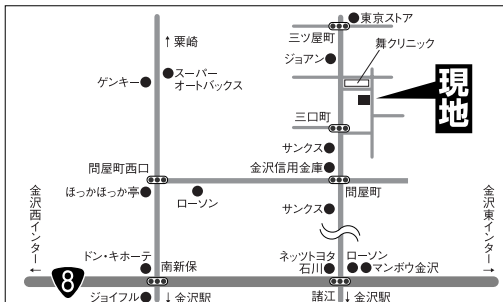 東京ストア
↑粟崎
三ツ屋町
舞クリニック
ジョアン
スーパー
オートバックス
ゲンキー
現地
三口町
サンクス
金沢信用金庫
問屋町西口
問屋町
ほっかほっか亭
ローソン
サンクス
金沢西インター
←
金沢東インター
→
ドン・キホーテ
南新保
ネッツトヨタ
石川
ローソン
マンボウ金沢
8
ジョイフル
↓金沢駅
諸江
↓金沢駅